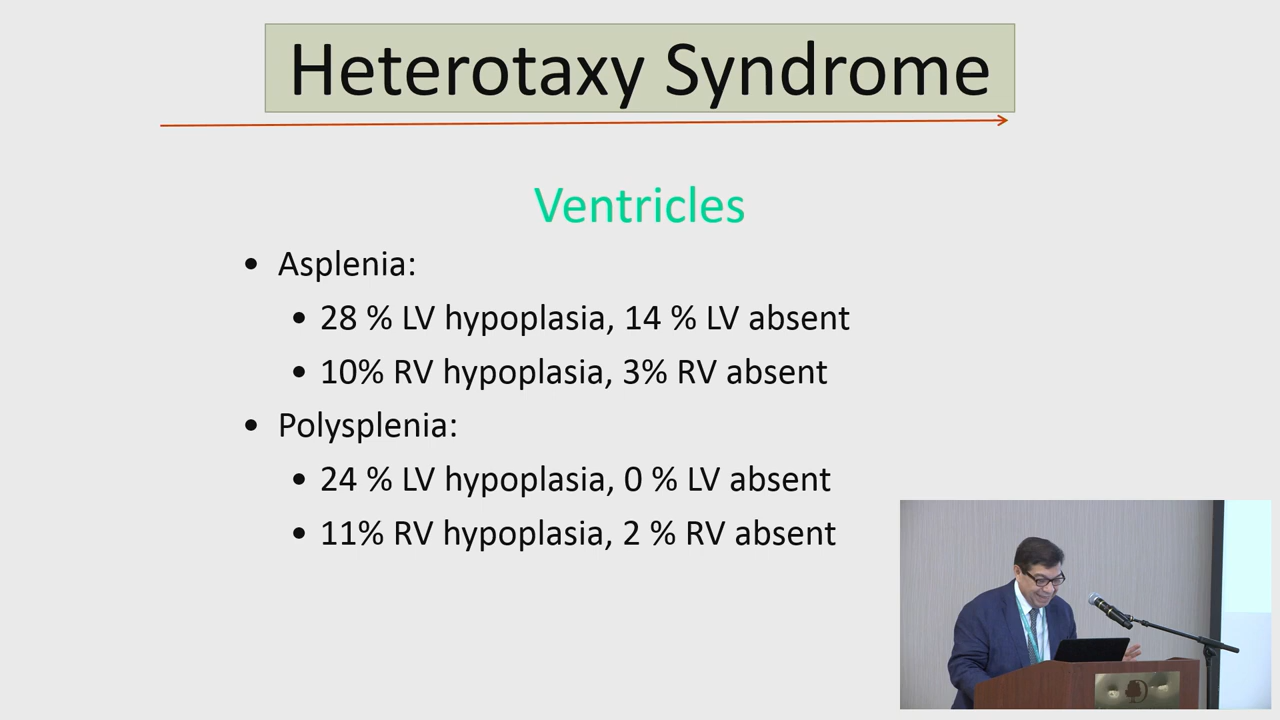 Heterotaxy Syndrome
Ventricles
• Asplenia:
• 28 % LV hypoplasia, 14 % LV absent
• 10% RV hypoplasia, 3% RV absent
• Polysplenia:
• 24 % LV hypoplasia, 0 % LV absent
• 11% RV hypoplasia, 2 % RV absent